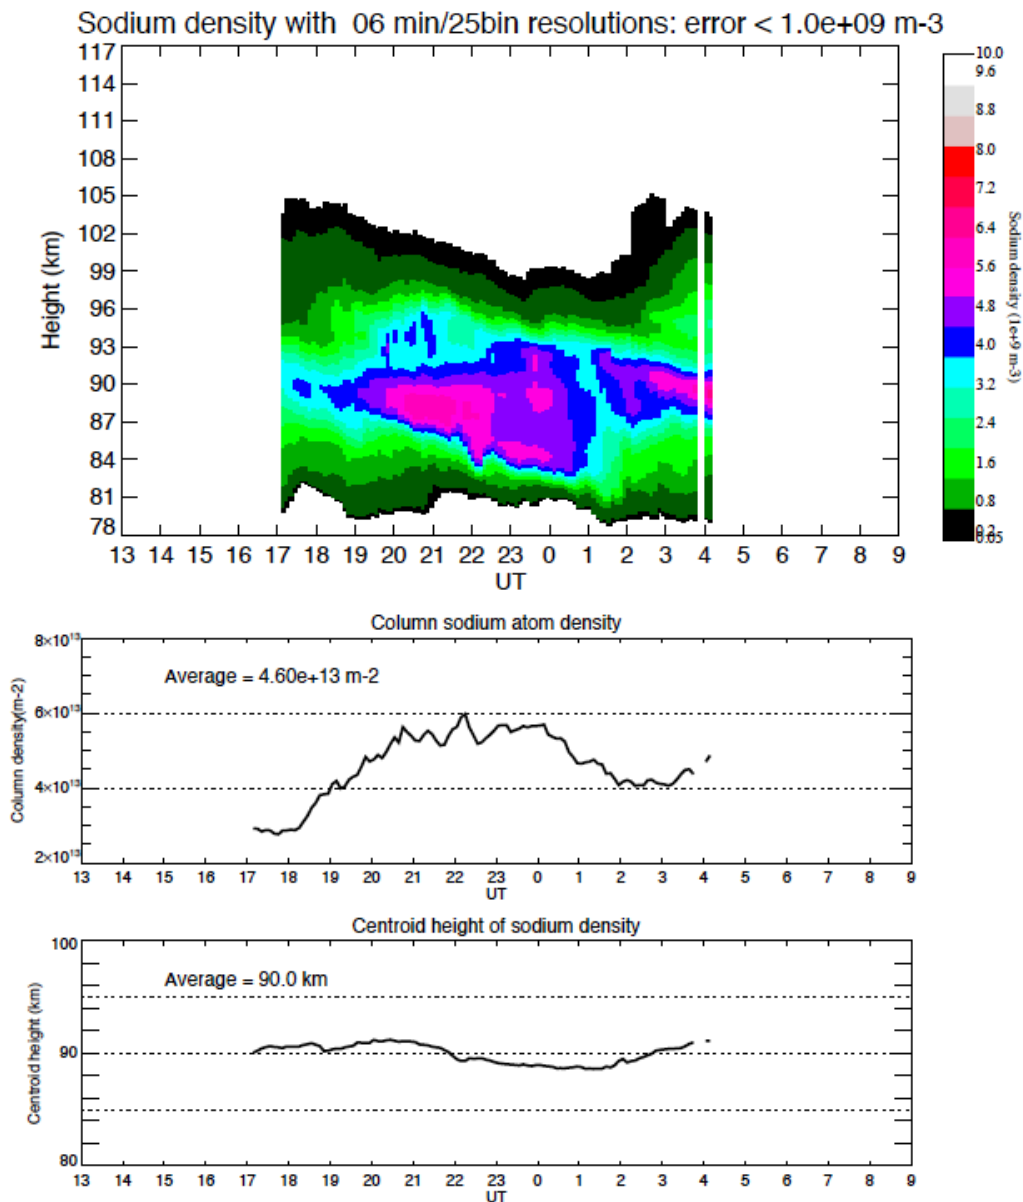 Sodium density with 06 min/25bin resolutions: error < 1.0e+09 m-3
117
114
111
108
105
102
99
96
93
90
87
84
81
78
Height (km)
13 14 15 16 17 18 19 20 21 22 23 0 1 2 3 4 5 6 7 8 9
UT
10.0
9.6
8.8
8.0
7.2
6.4
5.6
4.8
4.0
3.2
2.4
1.6
0.8
0.2
0.05
Sodium density (1e+9 m-3)
Column sodium atom density
8×10¹³
6×10¹³
4×10¹³
2×10¹³
Column density(m-2)
Average = 4.60e+13 m-2
13 14 15 16 17 18 19 20 21 22 23 0 1 2 3 4 5 6 7 8 9
UT
Centroid height of sodium density
100
90
80
Centroid height (km)
Average = 90.0 km
13 14 15 16 17 18 19 20 21 22 23 0 1 2 3 4 5 6 7 8 9
UT